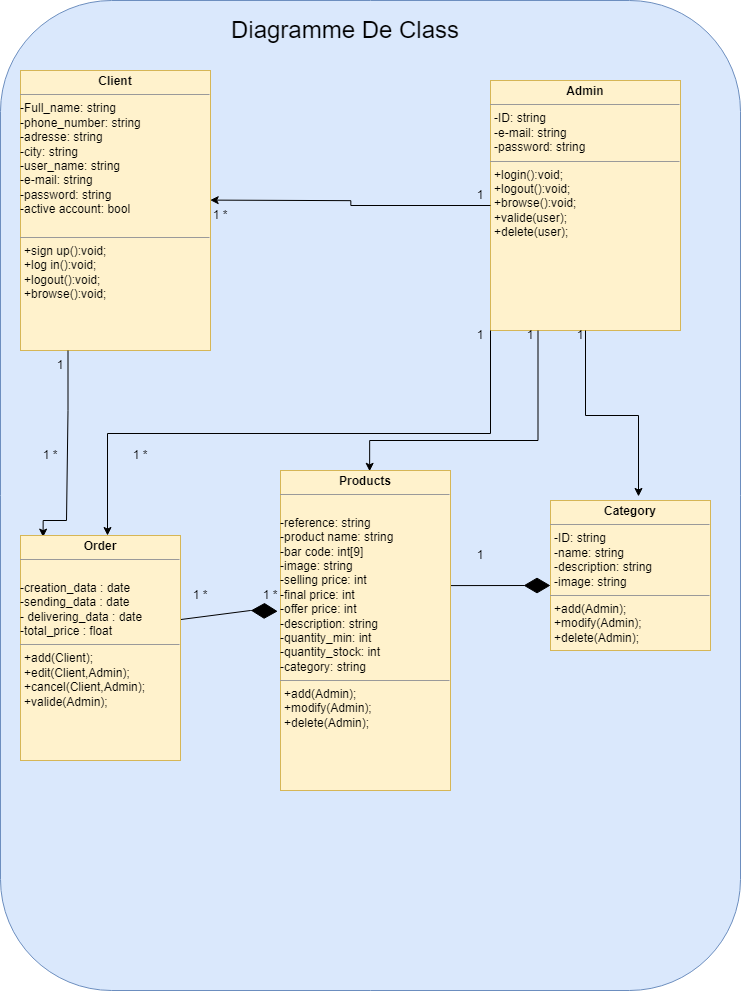 Diagramme De Class
Client
-Full_name: string
-phone_number: string
-adresse: string
-city: string
-user_name: string
-e-mail: string
-password: string
-active account: bool
+sign up():void;
+log in():void;
+logout():void;
+browse():void;
Admin
-ID: string
-e-mail: string
-password: string
+login():void;
+logout():void;
+browse():void;
+valide(user);
+delete(user);
1
1 *
1
1
1
1
1 *
1 *
Order
-creation_data : date
-sending_data : date
- delivering_data : date
-total_price : float
+add(Client);
+edit(Client,Admin);
+cancel(Client,Admin);
+valide(Admin);
1 *
1 *
Products
-reference: string
-product name: string
-bar code: int[9]
-image: string
-selling price: int
-final price: int
-offer price: int
-description: string
-quantity_min: int
-quantity_stock: int
-category: string
+add(Admin);
+modify(Admin);
+delete(Admin);
1
Category
-ID: string
-name: string
-description: string
-image: string
+add(Admin);
+modify(Admin);
+delete(Admin);